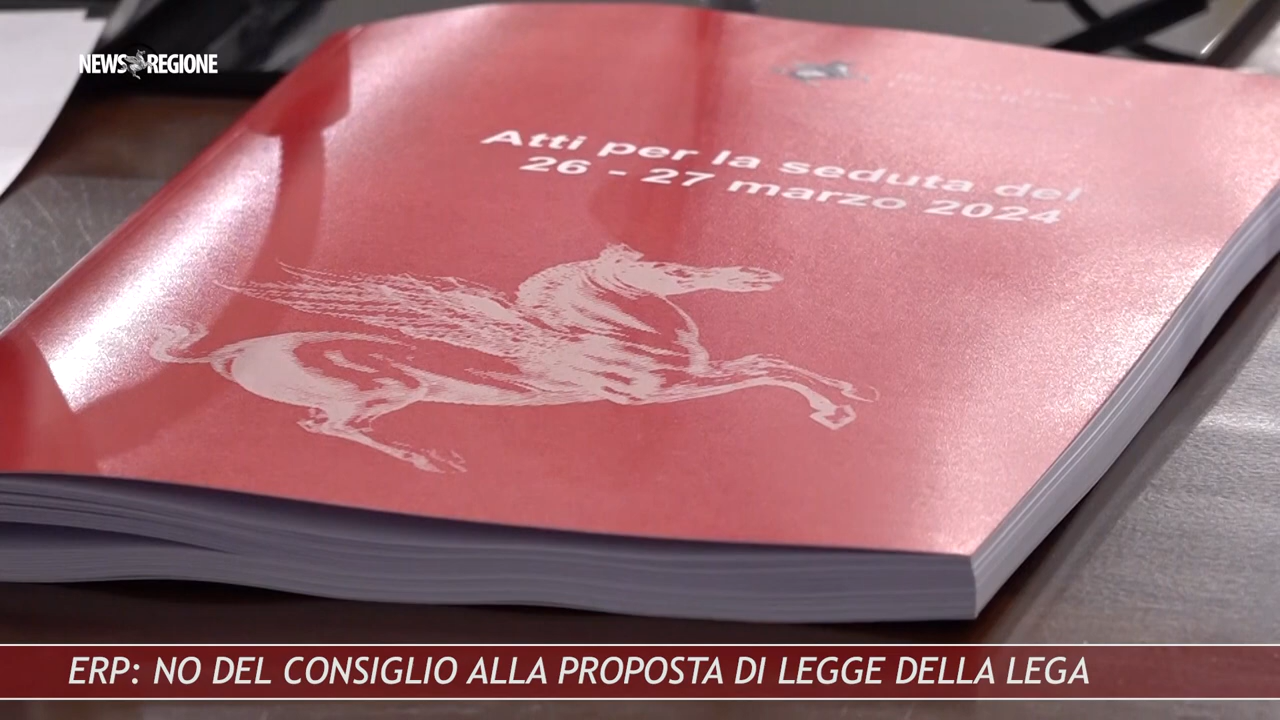 NEWS REGIONE
Atti per la seduta del
26 - 27 marzo 2024
ERP: NO DEL CONSIGLIO ALLA PROPOSTA DI LEGGE DELLA LEGA